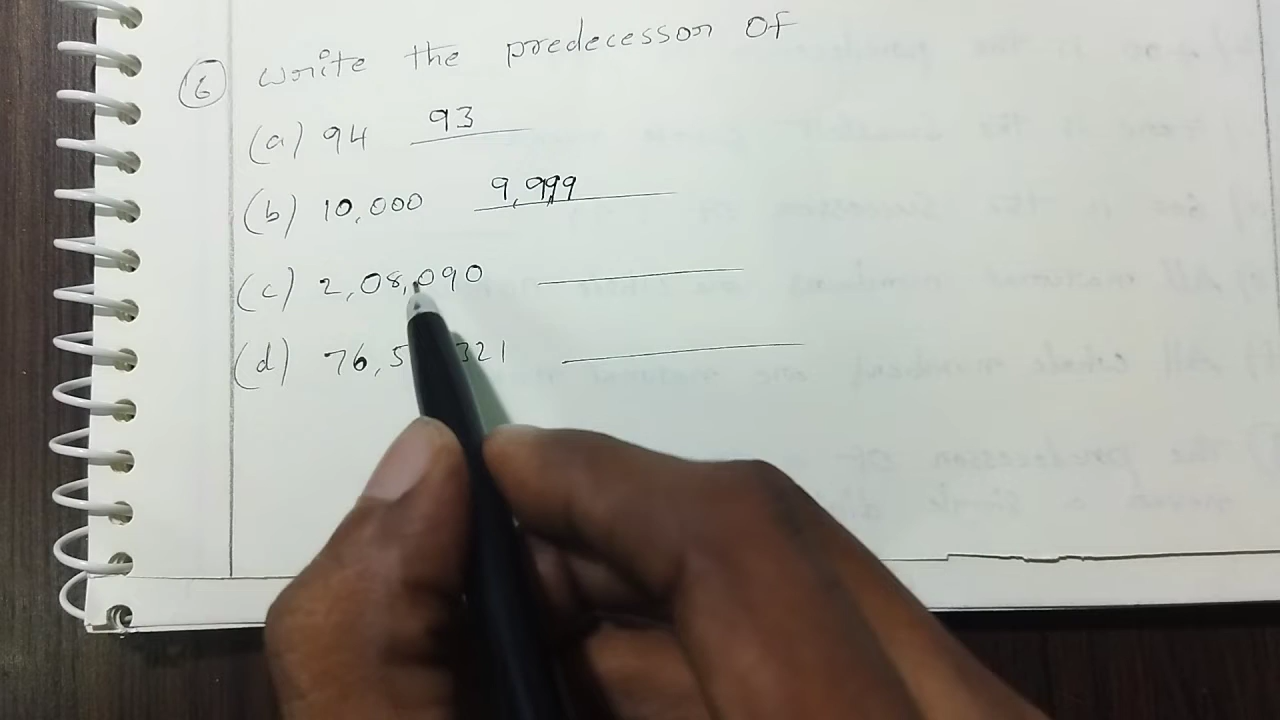 6 Write the predecessor of
(a) 94 93
(b) 10,000 9,999
(c) 2,08,090
(d) 76,5 321